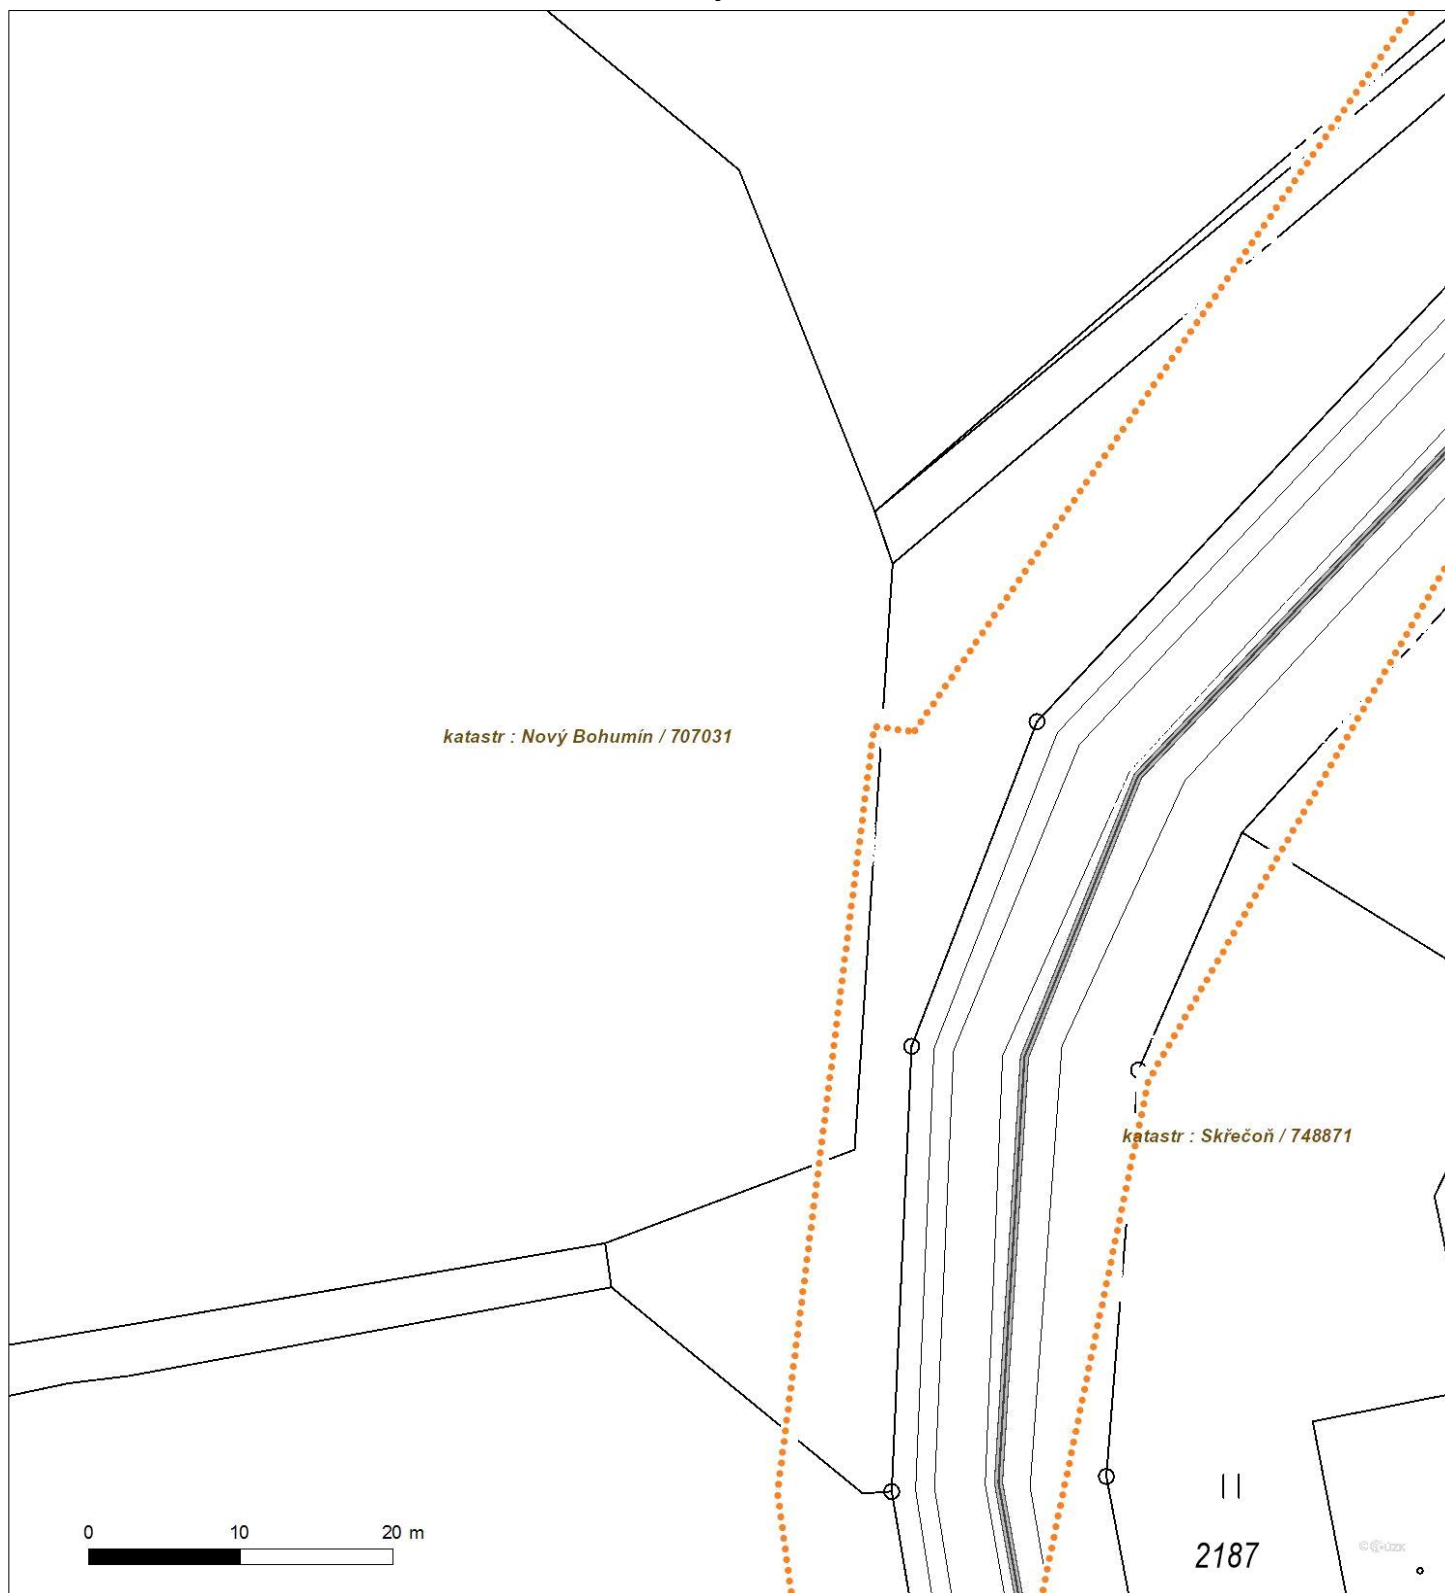 katastr : Nový Bohumín / 707031
katastr : Skřečoň / 748871
0 10 20 m
2187